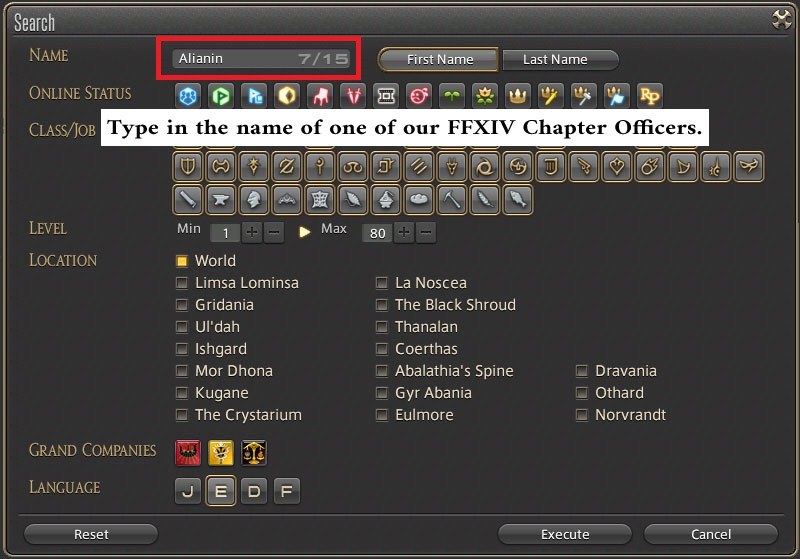 Search
NAME Alianin 7/15 First Name Last Name
ONLINE STATUS RP
Type in the name of one of our FFXIV Chapter Officers.
CLASS/JOB
LEVEL Min 1 + − Max 80 + −
LOCATION World
Limsa Lominsa La Noscea
Gridania The Black Shroud
Ul'dah Thanalan
Ishgard Coerthas
Mor Dhona Abalathia's Spine Dravania
Kugane Gyr Abania Othard
The Crystarium Eulmore Norvrandt
GRAND COMPANIES
LANGUAGE J E D F
Reset Execute Cancel